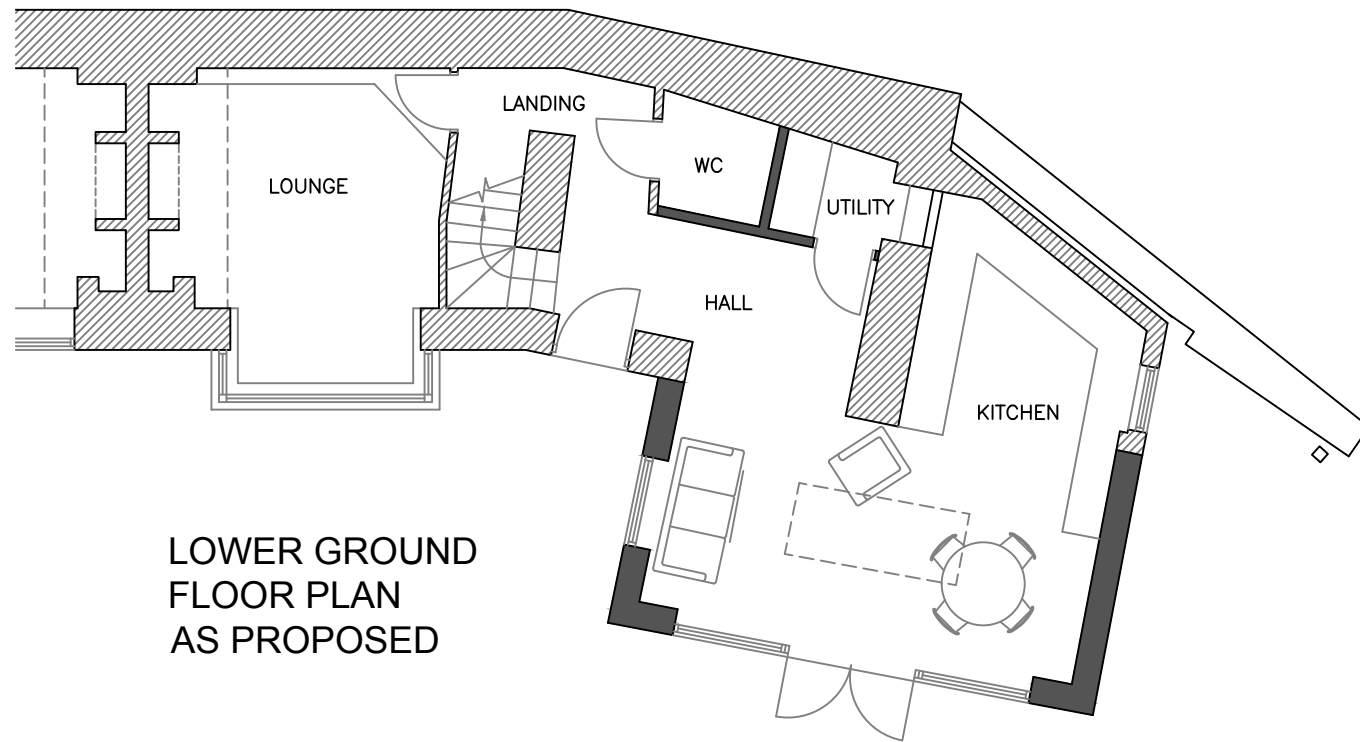 LANDING
WC
LOUNGE
UTILITY
HALL
KITCHEN
LOWER GROUND
FLOOR PLAN
AS PROPOSED